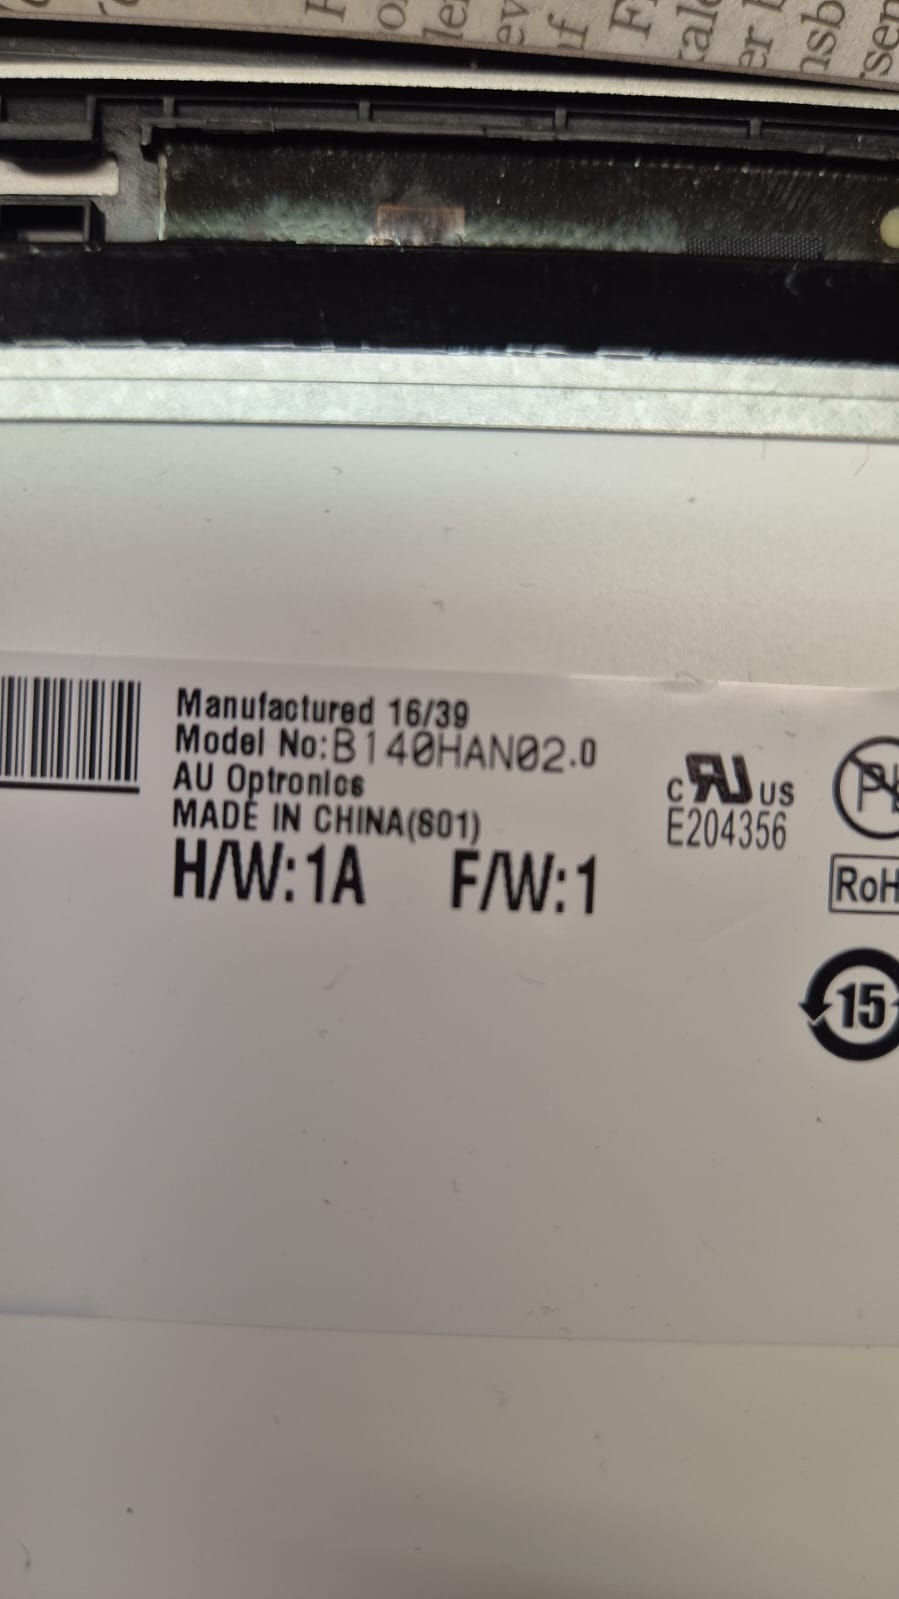 Manufactured 16/39
Model No:B140HAN02.0
AU Optronics
MADE IN CHINA(S01)
H/W:1A F/W:1
c RU US
E204356
RoH
15